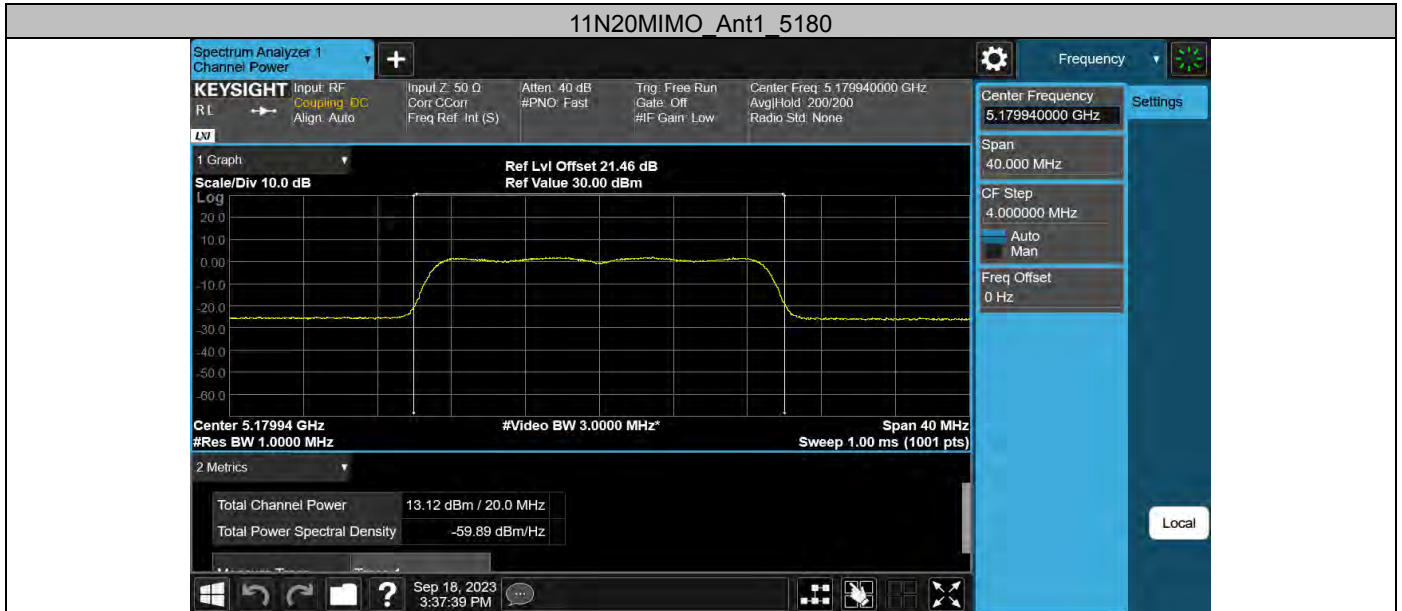 11N20MIMO_Ant1_5180
Spectrum Analyzer 1
Channel Power
+
Frequency
KEYSIGHT
R L
LXI
Input: RF
Coupling: DC
Align: Auto
Input Z: 50 Ω
Corr CCorr
Freq Ref: Int (S)
Atten: 40 dB
#PNO: Fast
Trig: Free Run
Gate: Off
#IF Gain: Low
Center Freq: 5.179940000 GHz
Avg|Hold: 200/200
Radio Std: None
Center Frequency
5.179940000 GHz
Settings
Span
40.000 MHz
CF Step
4.000000 MHz
Auto
Man
Freq Offset
0 Hz
1 Graph
Scale/Div 10.0 dB
Ref Lvl Offset 21.46 dB
Ref Value 30.00 dBm
Log
20.0
10.0
0.00
-10.0
-20.0
-30.0
-40.0
-50.0
-60.0
Center 5.17994 GHz
#Res BW 1.0000 MHz
#Video BW 3.0000 MHz*
Span 40 MHz
Sweep 1.00 ms (1001 pts)
2 Metrics
Total Channel Power 13.12 dBm / 20.0 MHz
Total Power Spectral Density -59.89 dBm/Hz
Local
?
Sep 18, 2023
3:37:39 PM